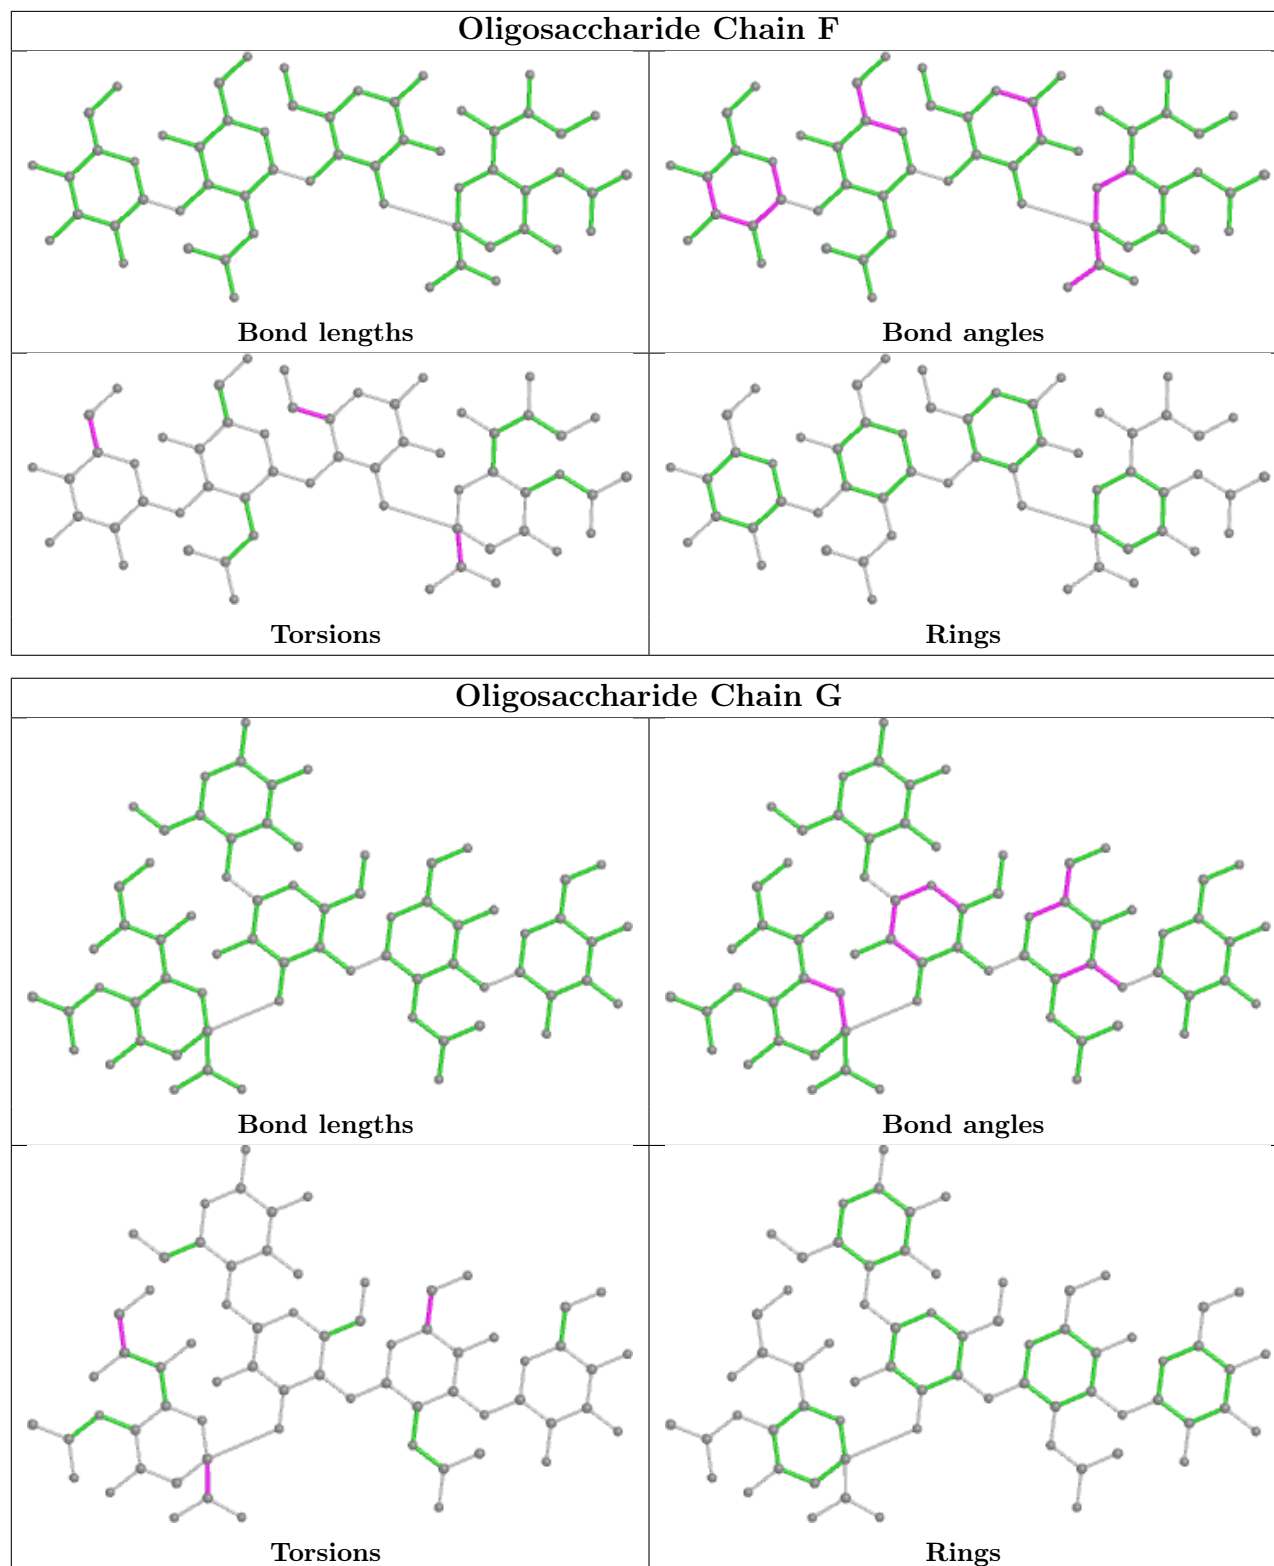 Oligosaccharide Chain F
Bond lengths
Bond angles
Torsions
Rings
Oligosaccharide Chain G
Bond lengths
Bond angles
Torsions
Rings